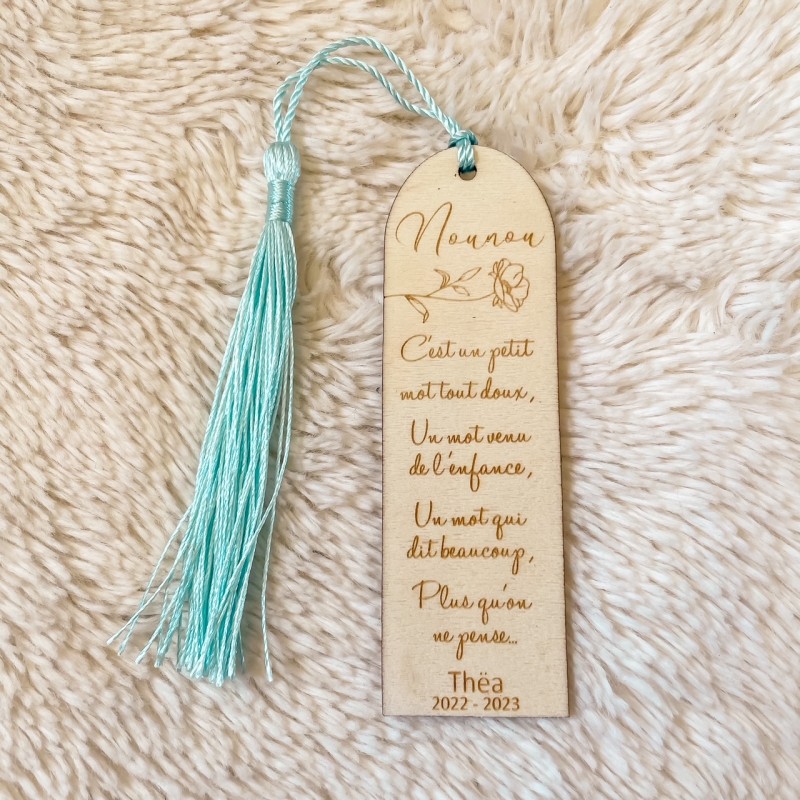 Nounou
C'est un petit
mot tout doux,
Un mot venu
de l'enfance,
Un mot qui
dit beaucoup,
Plus qu'on
ne pense...
Thëa
2022 - 2023